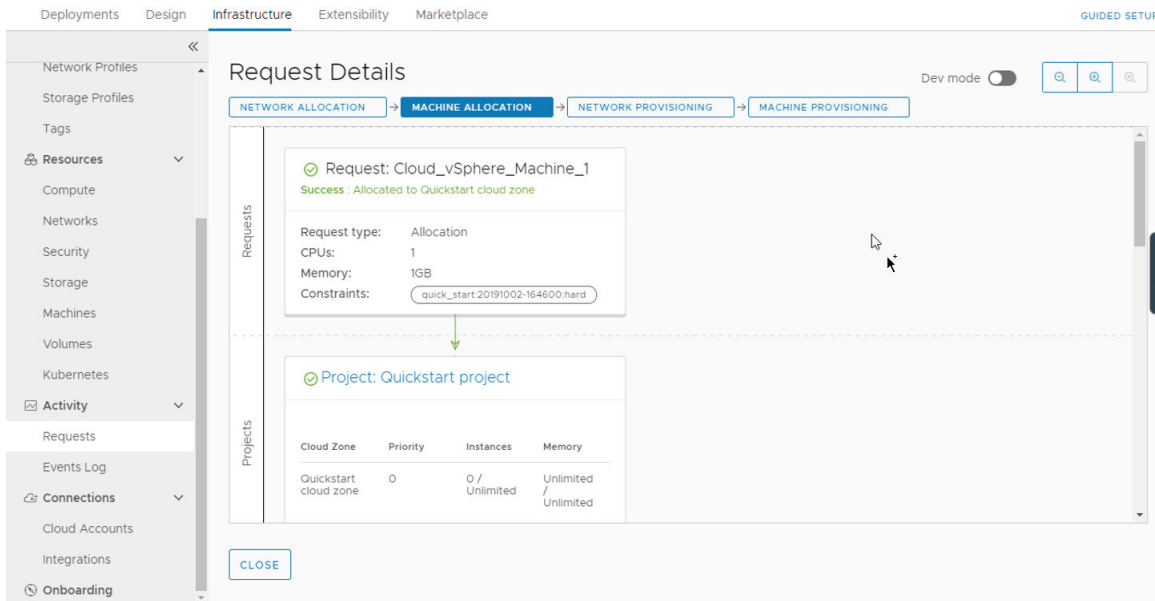 Deployments Design Infrastructure Extensibility Marketplace
GUIDED SETUP
Network Profiles
Storage Profiles
Tags
Resources
Compute
Networks
Security
Storage
Machines
Volumes
Kubernetes
Activity
Requests
Events Log
Connections
Cloud Accounts
Integrations
Onboarding
Request Details
Dev mode
NETWORK ALLOCATION
MACHINE ALLOCATION
NETWORK PROVISIONING
MACHINE PROVISIONING
Requests
Request: Cloud_vSphere_Machine_1
Success : Allocated to Quickstart cloud zone
Request type: Allocation
CPUs: 1
Memory: 1GB
Constraints: quick_start:20191002-164600:hard
Projects
Project: Quickstart project
Cloud Zone Priority Instances Memory
Quickstart cloud zone
0
0 / Unlimited
Unlimited / Unlimited
CLOSE